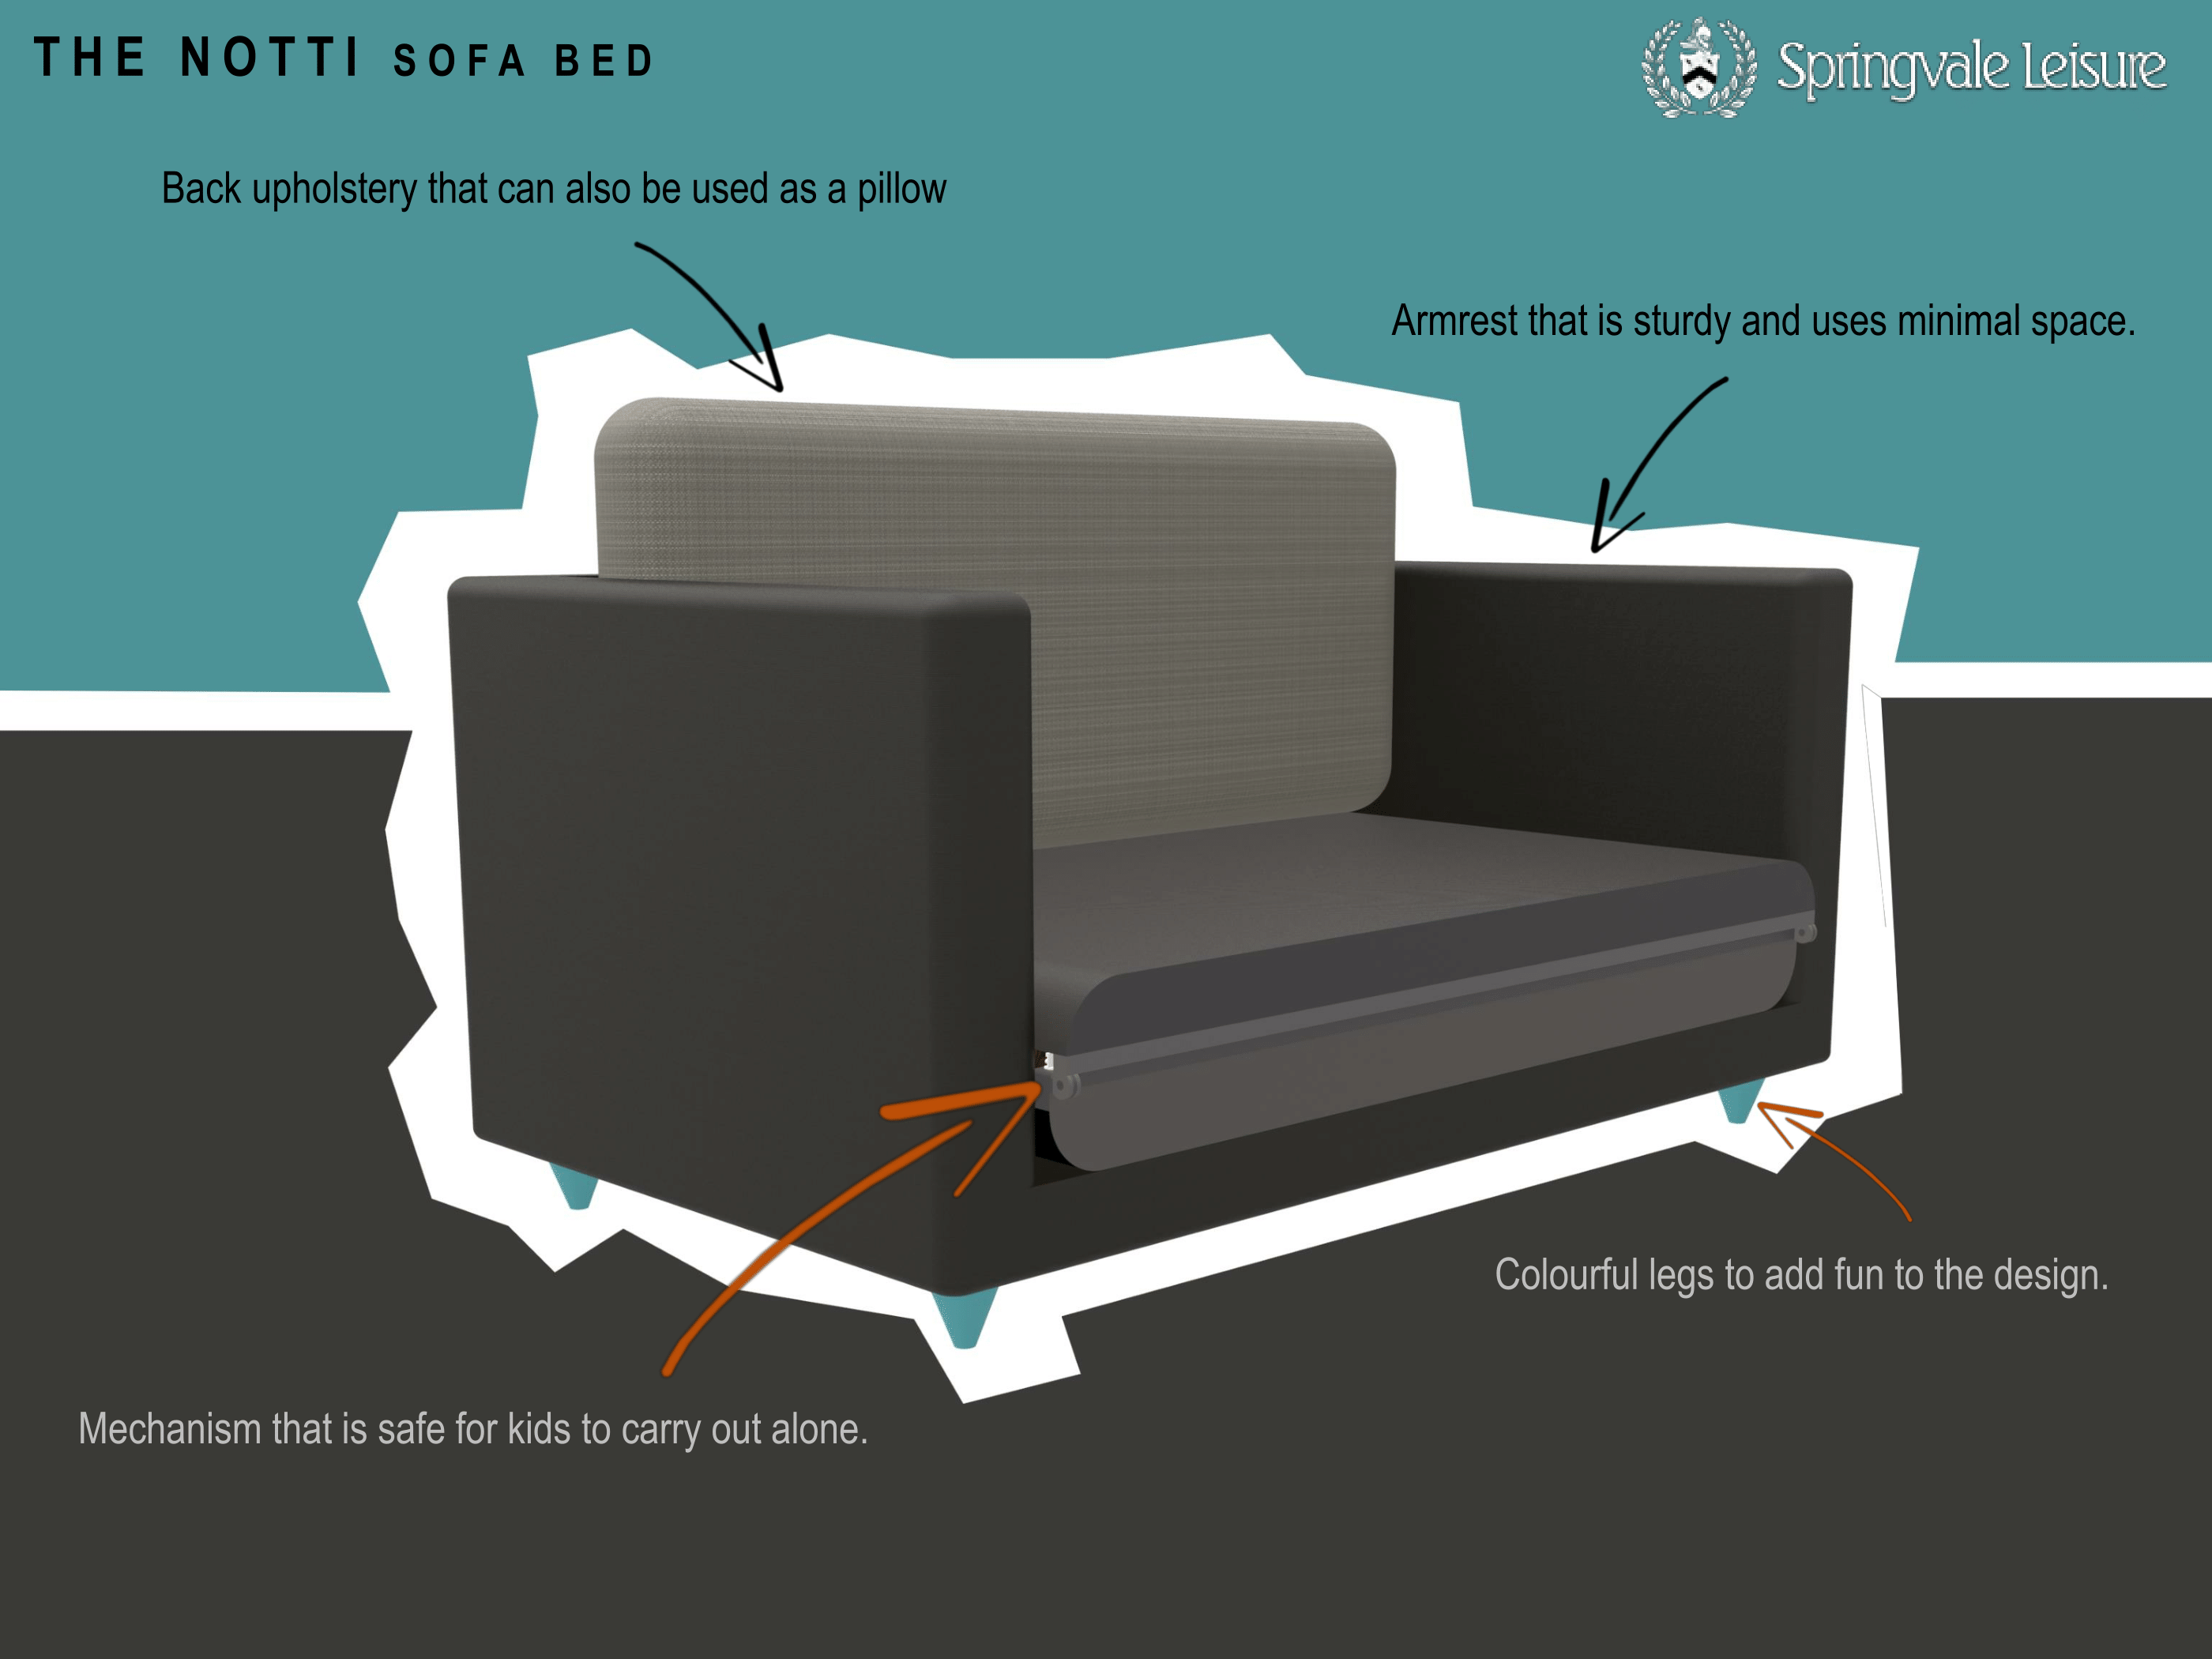 THE NOTTI SOFA BED
Springvale Leisure
Back upholstery that can also be used as a pillow
Armrest that is sturdy and uses minimal space.
Colourful legs to add fun to the design.
Mechanism that is safe for kids to carry out alone.